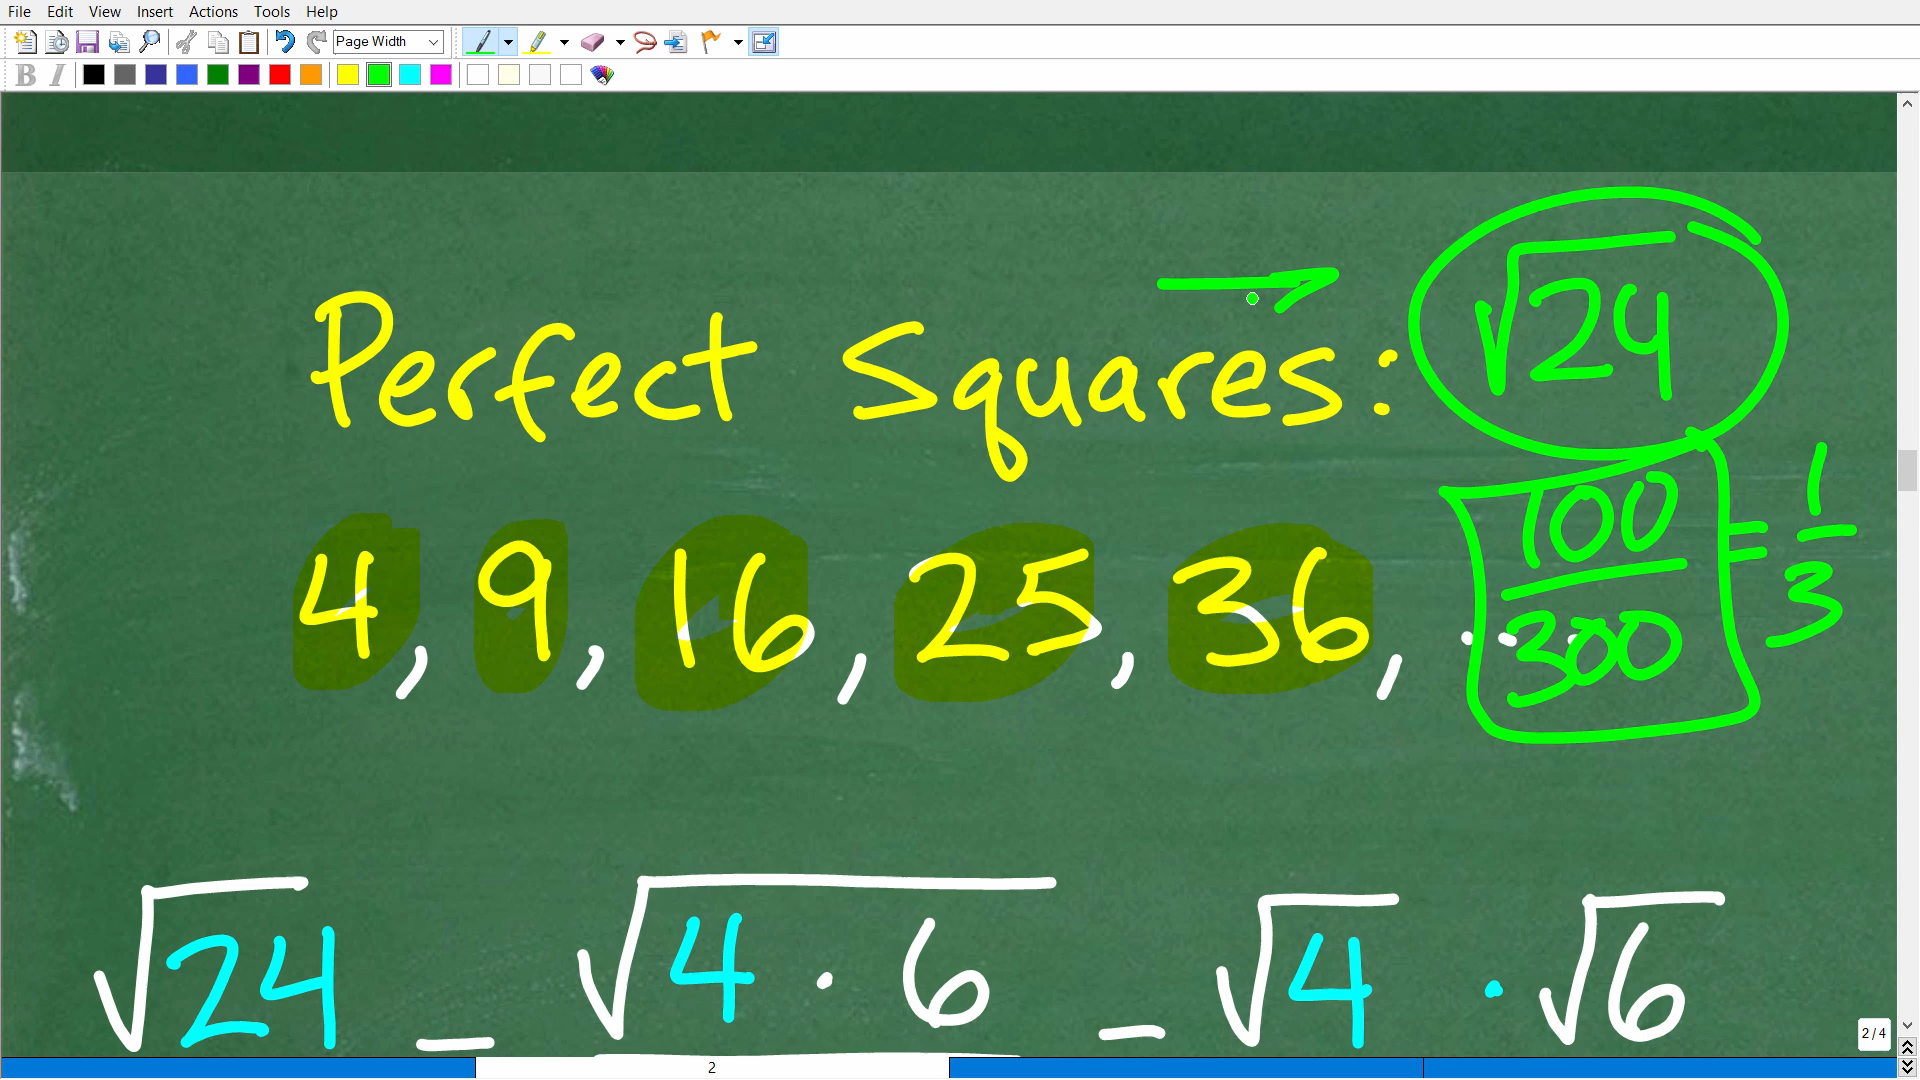 File Edit View Insert Actions Tools Help
Page Width
B I
√24
Perfect Squares:
100/300 = 1/3
4, 9, 16, 25, 36, ...
√24 = √4 · 6 = √4 · √6
2/4
2